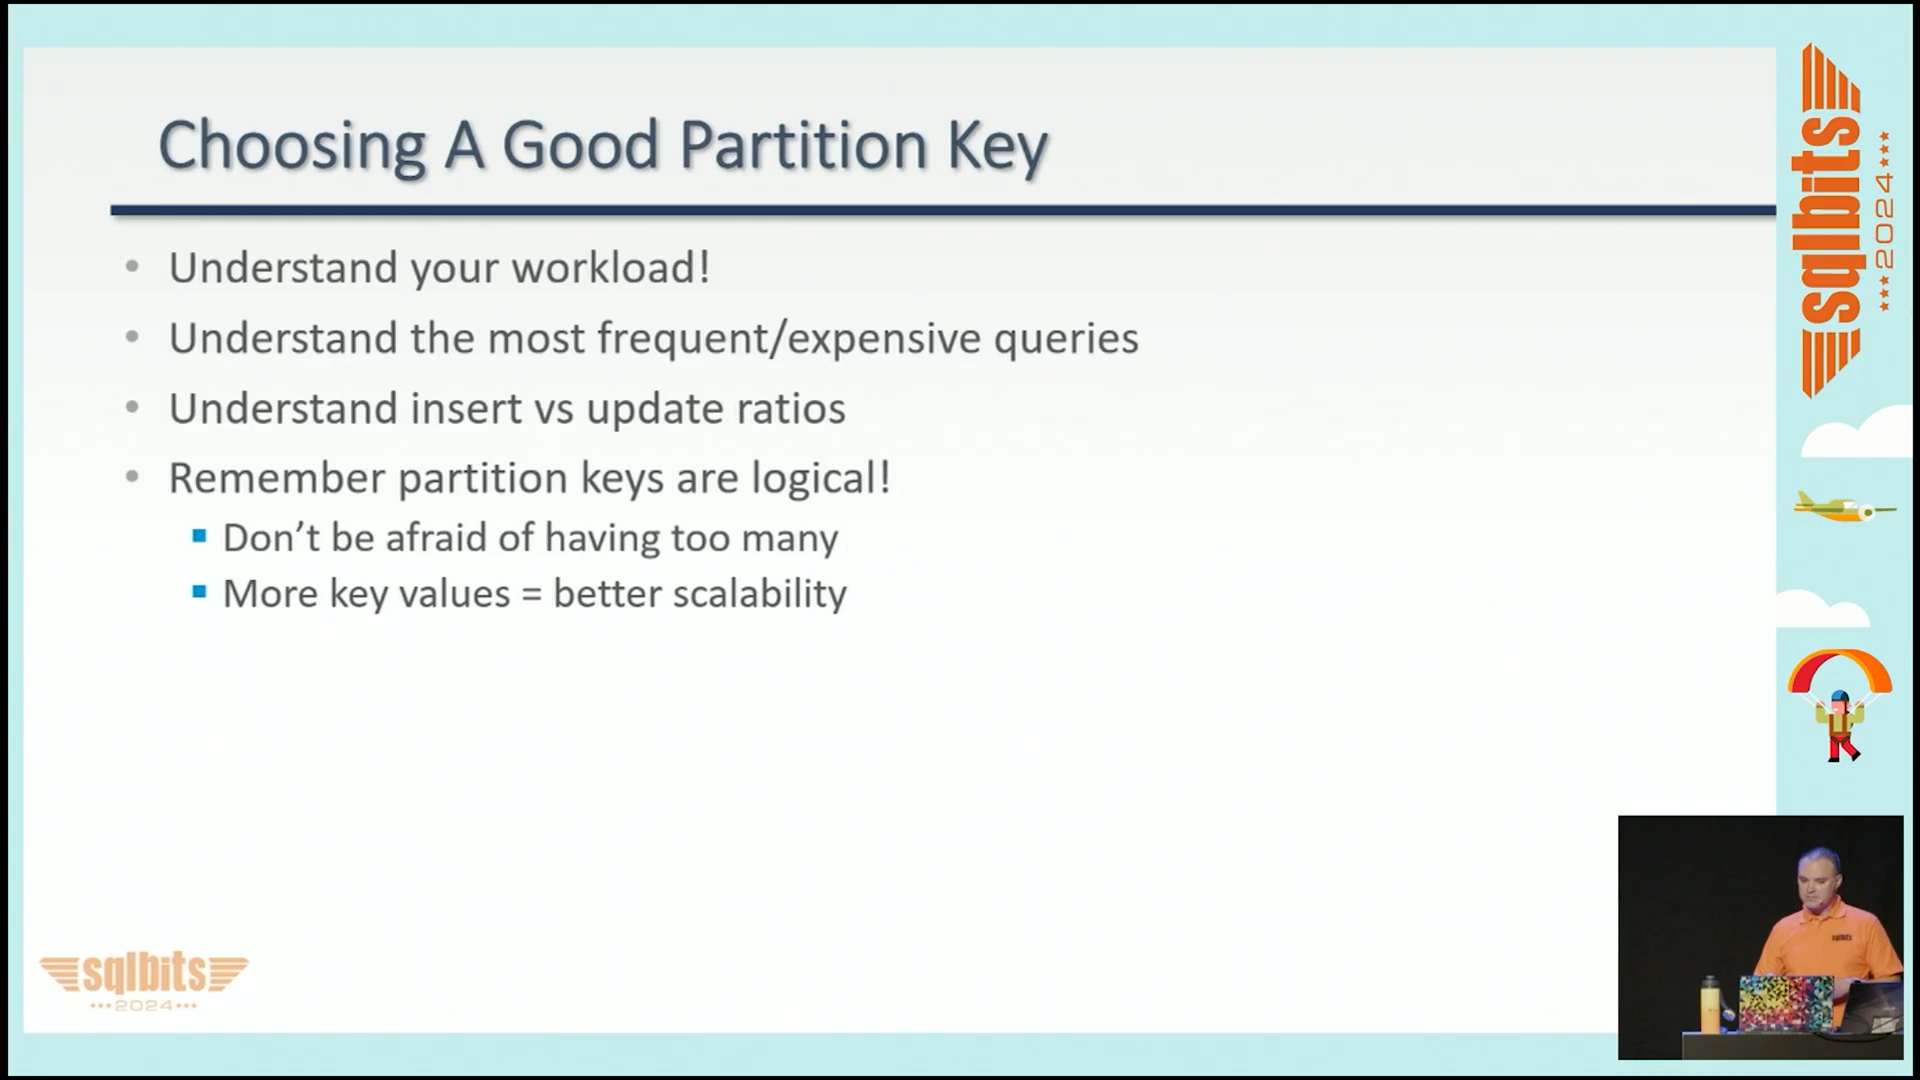 Choosing A Good Partition Key
• Understand your workload!
• Understand the most frequent/expensive queries
• Understand insert vs update ratios
• Remember partition keys are logical!
▪ Don’t be afraid of having too many
▪ More key values = better scalability
sqlbits
2024
sqlbits
2024
sqlbits